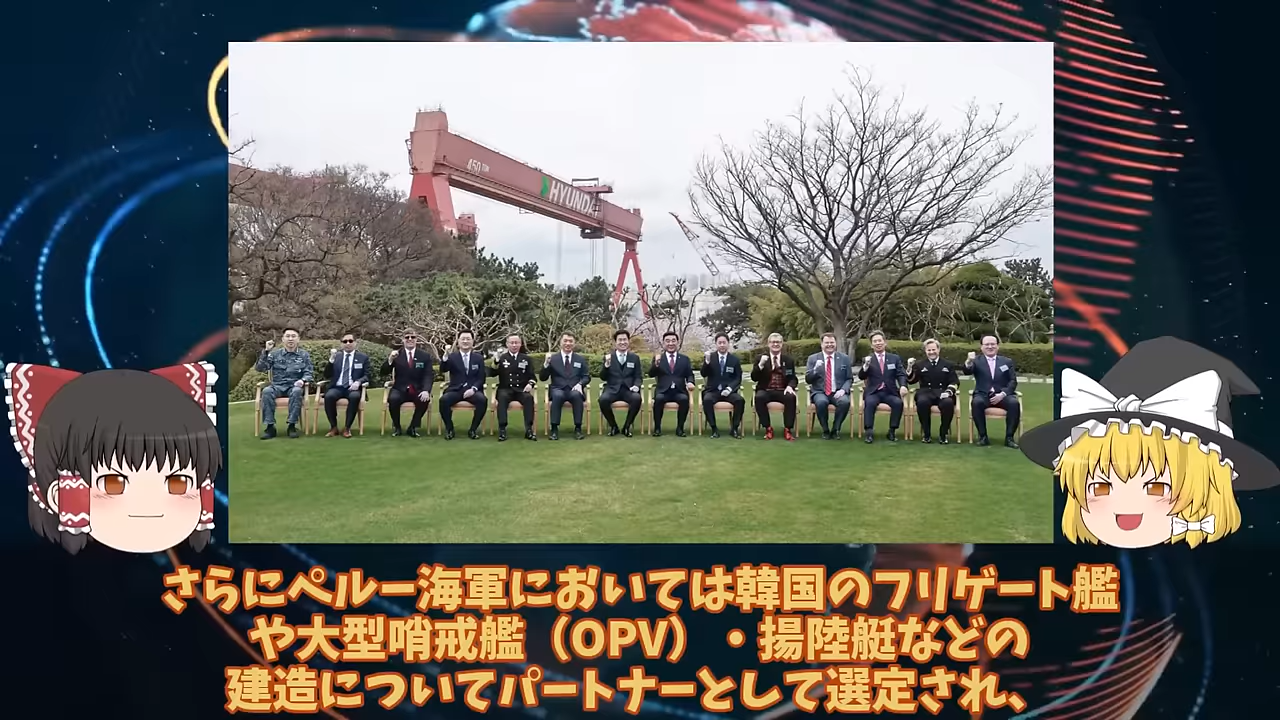 450 TON
HYUNDAI
さらにペルー海軍においては韓国のフリゲート艦
や大型哨戒艦（OPV）・揚陸艇などの
建造についてパートナーとして選定され、